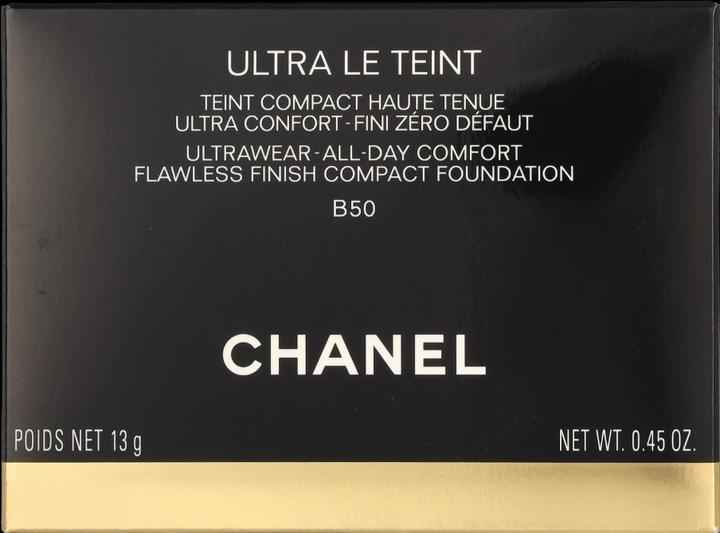 ULTRA LE TEINT
TEINT COMPACT HAUTE TENUE
ULTRA CONFORT-FINI ZÉRO DÉFAUT
ULTRAWEAR-ALL-DAY COMFORT
FLAWLESS FINISH COMPACT FOUNDATION
B50
CHANEL
POIDS NET 13 g NET WT. 0.45 OZ.